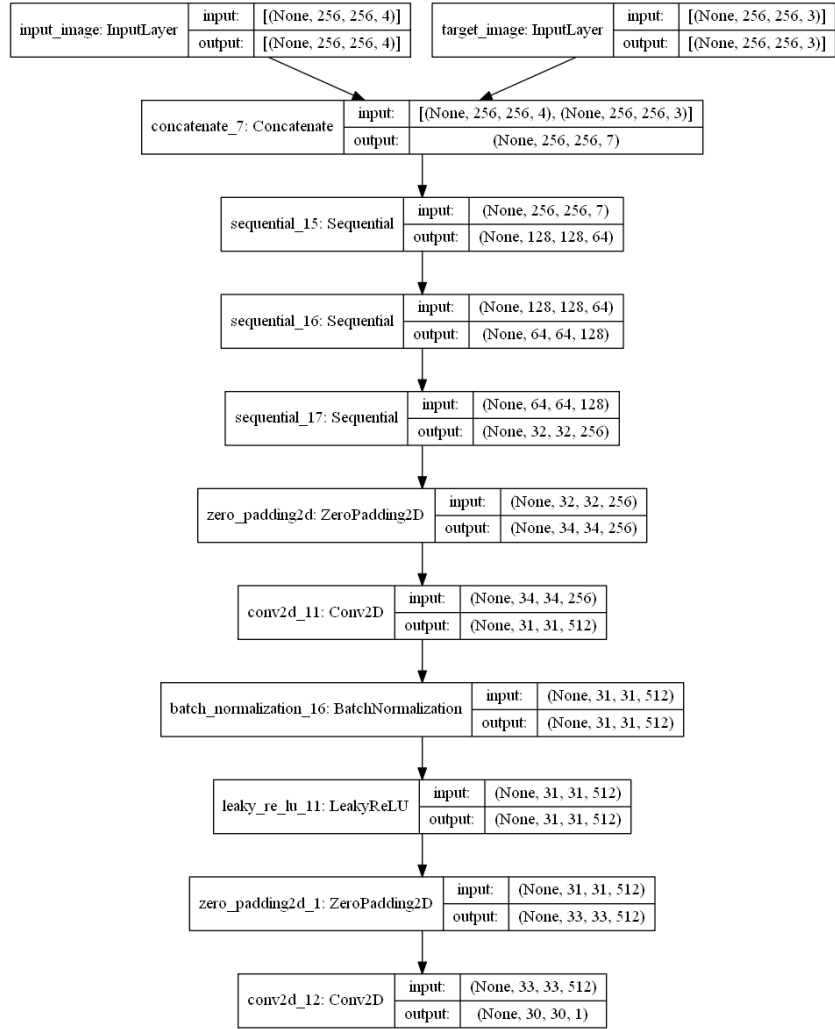 input_image: InputLayer
input: [(None, 256, 256, 4)]
output: [(None, 256, 256, 4)]
target_image: InputLayer
input: [(None, 256, 256, 3)]
output: [(None, 256, 256, 3)]
concatenate_7: Concatenate
input: [(None, 256, 256, 4), (None, 256, 256, 3)]
output: (None, 256, 256, 7)
sequential_15: Sequential
input: (None, 256, 256, 7)
output: (None, 128, 128, 64)
sequential_16: Sequential
input: (None, 128, 128, 64)
output: (None, 64, 64, 128)
sequential_17: Sequential
input: (None, 64, 64, 128)
output: (None, 32, 32, 256)
zero_padding2d: ZeroPadding2D
input: (None, 32, 32, 256)
output: (None, 34, 34, 256)
conv2d_11: Conv2D
input: (None, 34, 34, 256)
output: (None, 31, 31, 512)
batch_normalization_16: BatchNormalization
input: (None, 31, 31, 512)
output: (None, 31, 31, 512)
leaky_re_lu_11: LeakyReLU
input: (None, 31, 31, 512)
output: (None, 31, 31, 512)
zero_padding2d_1: ZeroPadding2D
input: (None, 31, 31, 512)
output: (None, 33, 33, 512)
conv2d_12: Conv2D
input: (None, 33, 33, 512)
output: (None, 30, 30, 1)